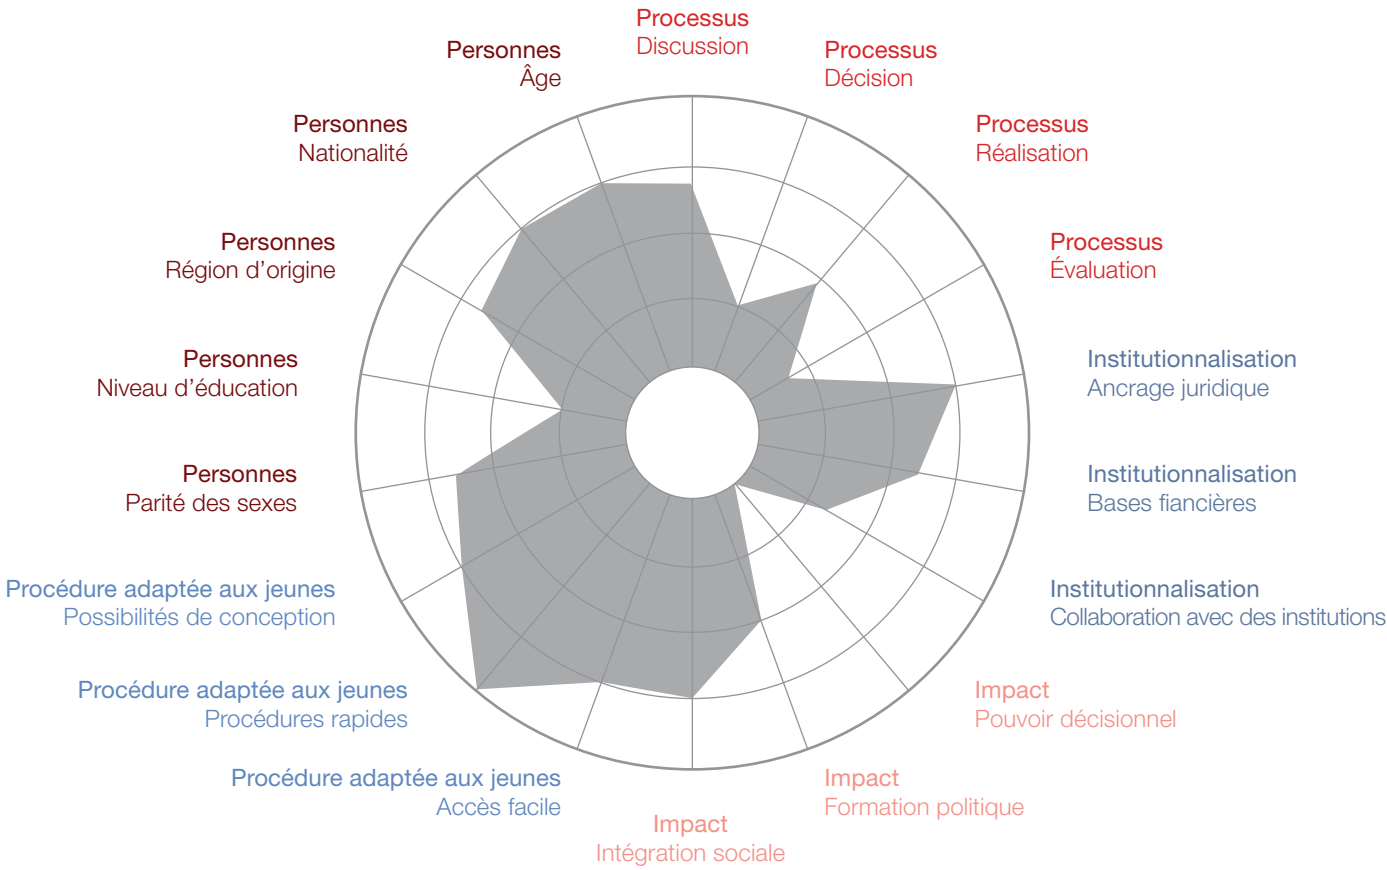 Processus
Discussion
Processus
Décision
Processus
Réalisation
Processus
Évaluation
Institutionnalisation
Ancrage juridique
Institutionnalisation
Bases fiancières
Institutionnalisation
Collaboration avec des institutions
Impact
Pouvoir décisionnel
Impact
Formation politique
Impact
Intégration sociale
Procédure adaptée aux jeunes
Accès facile
Procédure adaptée aux jeunes
Procédures rapides
Procédure adaptée aux jeunes
Possibilités de conception
Personnes
Parité des sexes
Personnes
Niveau d’éducation
Personnes
Région d’origine
Personnes
Nationalité
Personnes
Âge